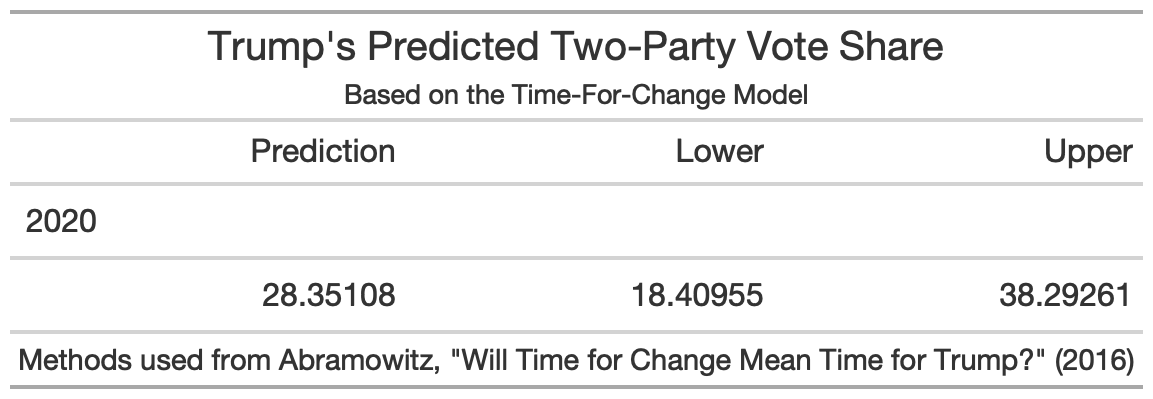 Trump's Predicted Two-Party Vote Share
Based on the Time-For-Change Model
Prediction Lower Upper
2020
28.35108 18.40955 38.29261
Methods used from Abramowitz, "Will Time for Change Mean Time for Trump?" (2016)